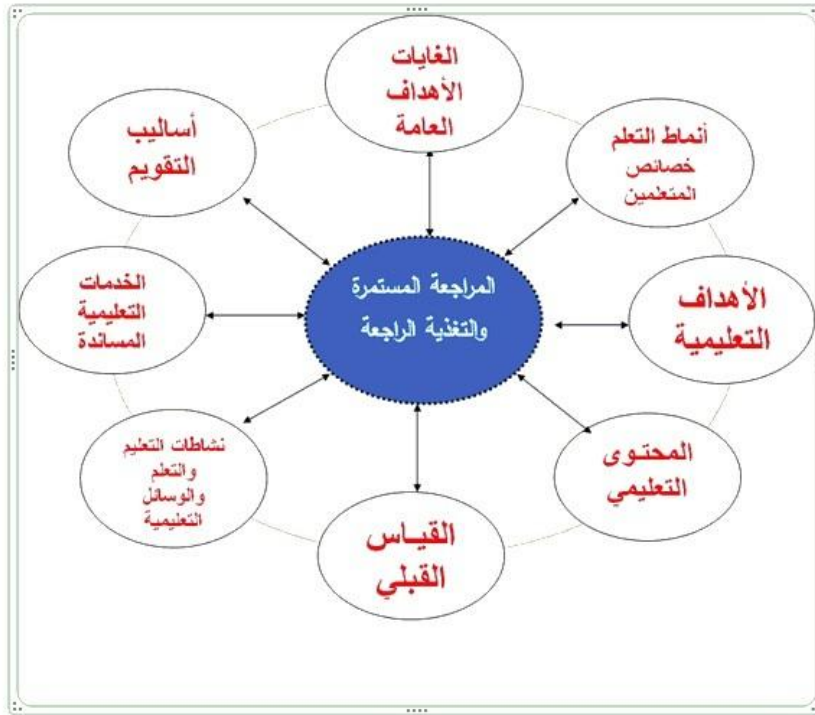 الغايات
الأهداف
العامة
أنماط التعلم
خصائص
المتعلمين
الأهداف
التعليمية
المحتوى
التعليمي
القياس
القبلي
نشاطات التعليم
والتعلم
والوسائل
التعليمية
الخدمات
التعليمية
المساندة
أساليب
التقويم
المراجعة المستمرة
والتغذية الراجعة